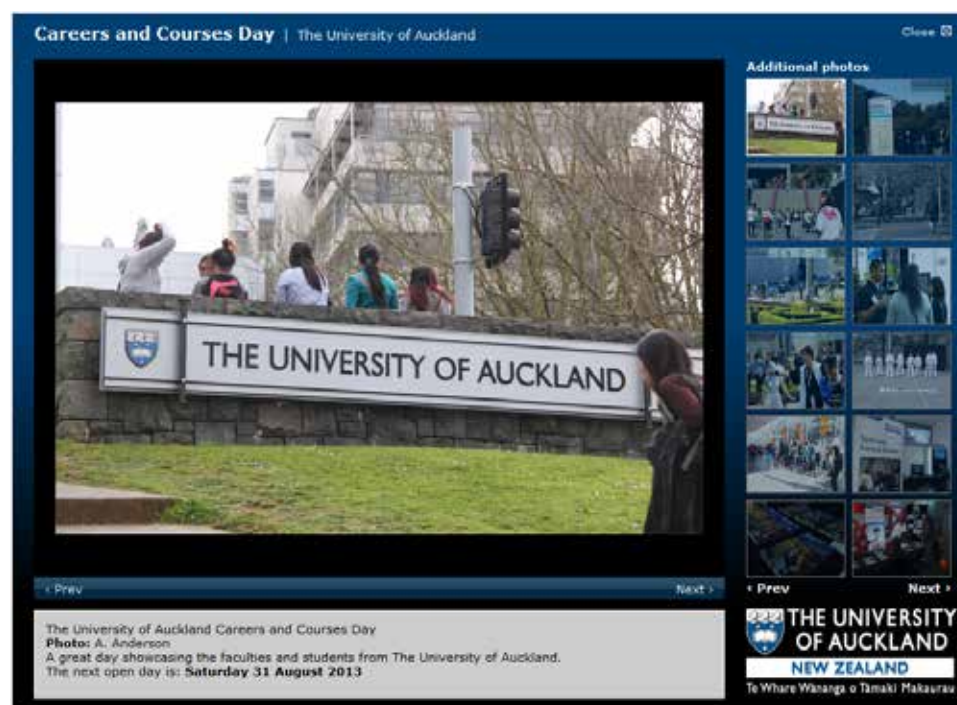 Careers and Courses Day | The University of Auckland
Close
Additional photos
THE UNIVERSITY OF AUCKLAND
‹ Prev
Next ›
‹ Prev
Next ›
The University of Auckland Careers and Courses Day
Photo: A. Anderson
A great day showcasing the faculties and students from The University of Auckland.
The next open day is: Saturday 31 August 2013
THE UNIVERSITY
OF AUCKLAND
NEW ZEALAND
Te Whare Wānanga o Tāmaki Makaurau